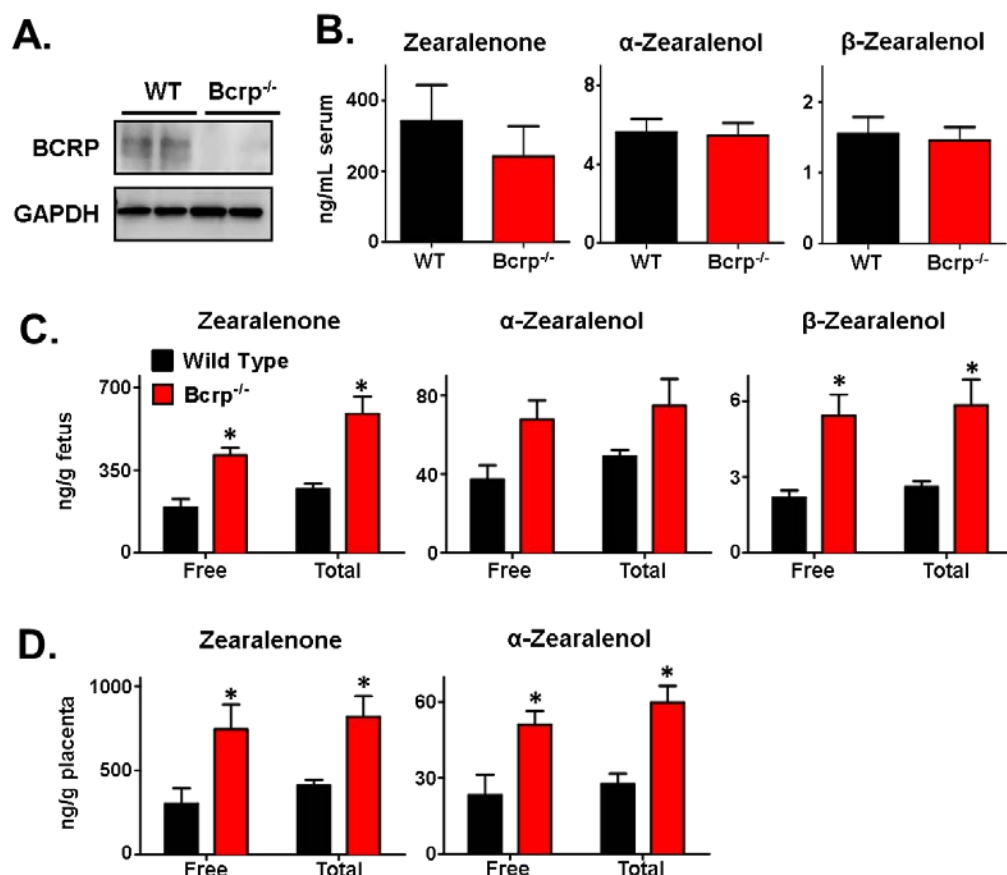 A.
WT Bcrp-/-
BCRP
GAPDH
B.
Zearalenone α-Zearalenol β-Zearalenol
ng/mL serum
400
200
0
8
6
4
2
0
2
1
0
WT Bcrp-/- WT Bcrp-/- WT Bcrp-/-
C.
Zearalenone α-Zearalenol β-Zearalenol
Wild Type
Bcrp-/-
ng/g fetus
700
350
0
80
40
0
6
3
0
* * * *
Free Total Free Total Free Total
D.
Zearalenone α-Zearalenol
ng/g placenta
1000
500
0
60
30
0
* * * *
Free Total Free Total